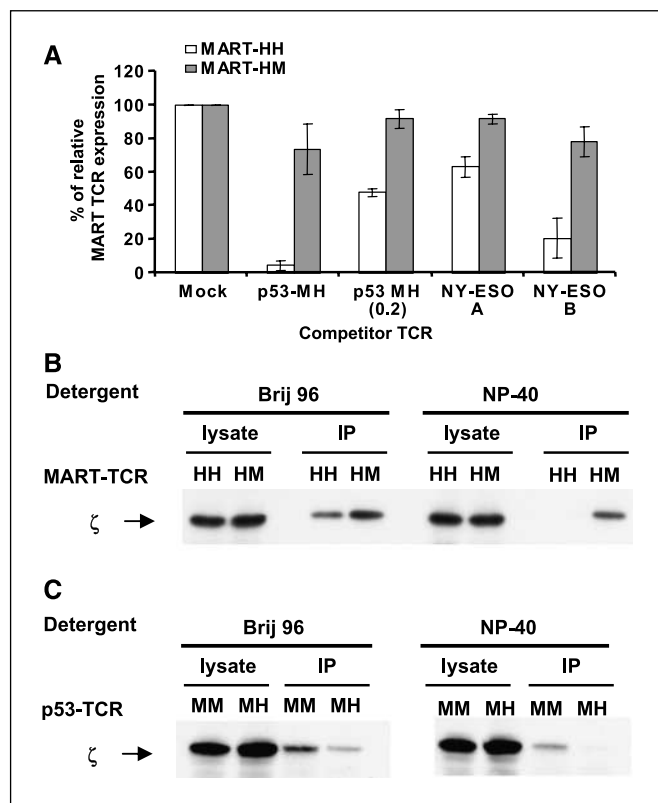 A
MART-HH
MART-HM
% of relative
MART TCR expression
120
100
80
60
40
20
0
Mock
p53-MH
p53 MH
(0.2)
NY-ESO
A
NY-ESO
B
Competitor TCR
B
Detergent
Brij 96
NP-40
lysate
IP
lysate
IP
MART-TCR
HH HM
HH HM
HH HM
HH HM
ζ
C
Detergent
Brij 96
NP-40
lysate
IP
lysate
IP
p53-TCR
MM MH MM MH
MM MH MM MH
ζ